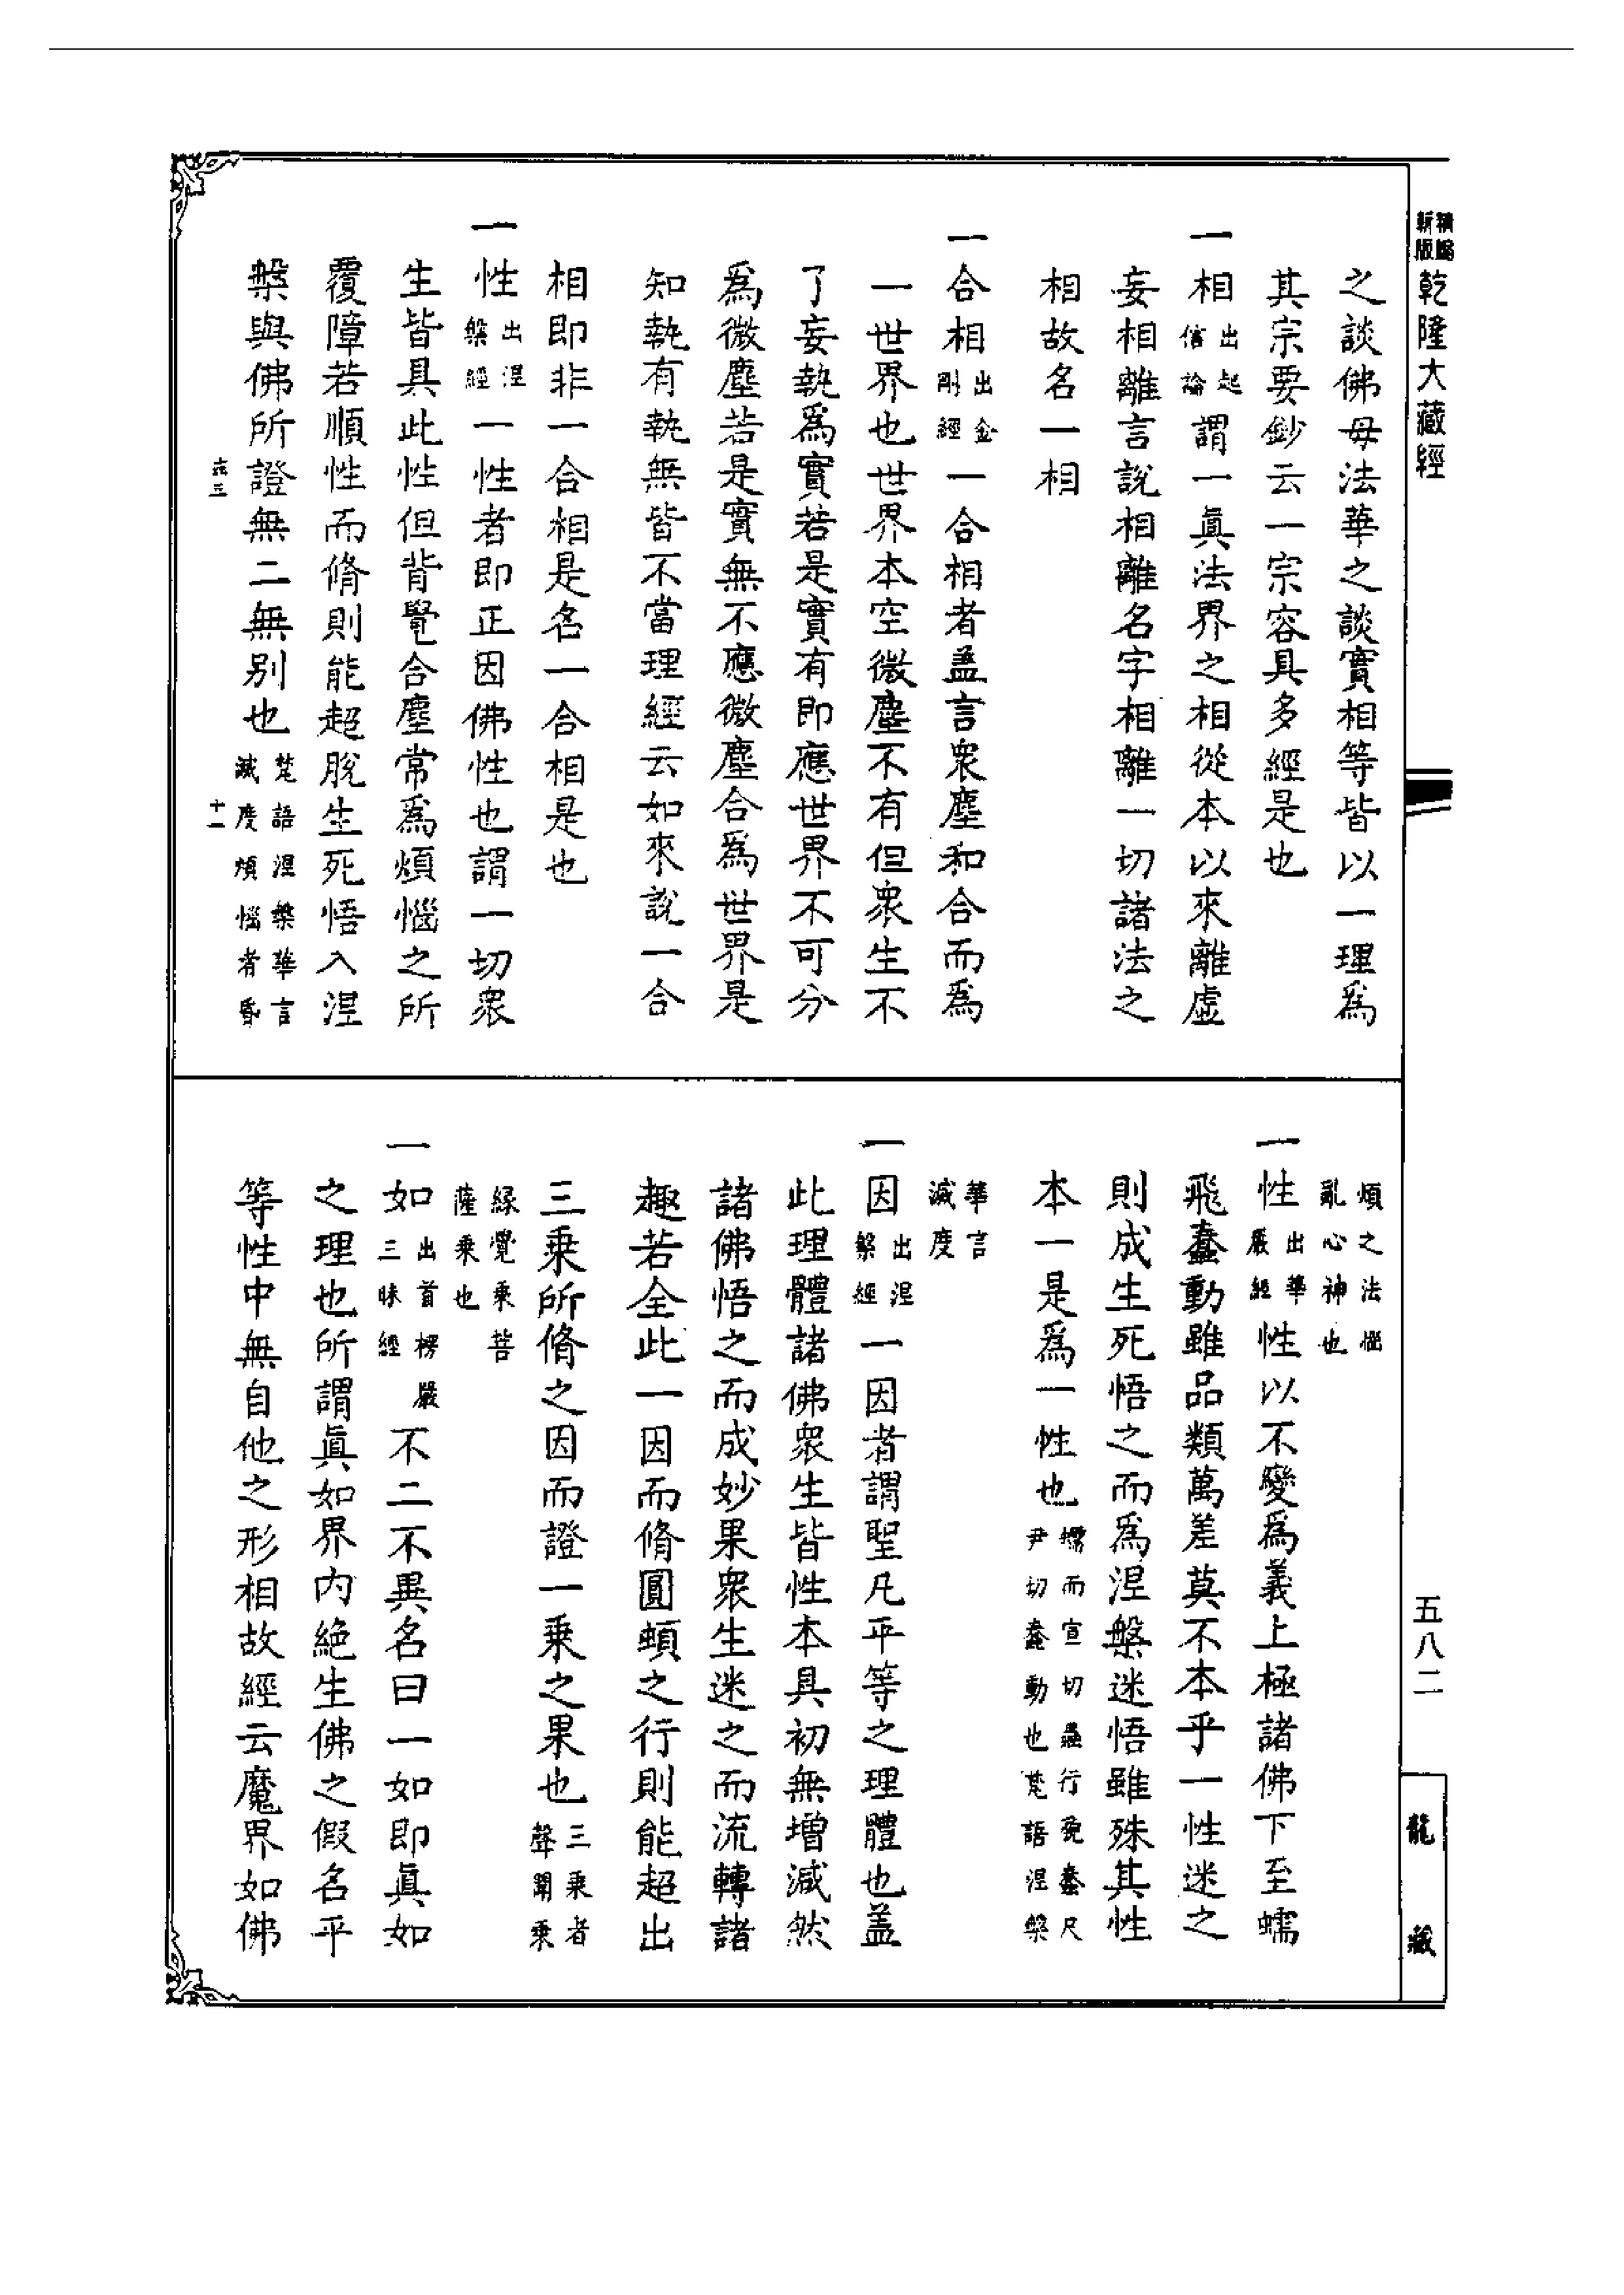 精編新版乾隆大藏經
之談佛母法華之談實相等皆以一理爲
其宗要鈔云一宗容具多經是也
一相出起信論謂一眞法界之相從本以來離虛
妄相離言說相離名字相離一切諸法之
相故名一相
一合相出金剛經一合相者盖言衆塵和合而爲
一世界也世界本空微塵不有但衆生不
了妄執爲實若是實有即應世界不可分
爲微塵若是實無不應微塵合爲世界是
知執有執無皆不當理經云如來說一合
相即非一合相是名一合相是也
一性出涅槃經一性者即正因佛性也謂一切衆
生皆具此性但背覺合塵常爲煩惱之所
覆障若順性而脩則能超脫生死悟入涅
槃與佛所證無二無别也梵語涅槃華言滅度煩惱者昏
十二
煩之法惱亂心神也
一性出華嚴經性以不變爲義上極諸佛下至蠕
飛蠢動雖品類萬差莫不本乎一性迷之
則成生死悟之而爲涅槃迷悟雖殊其性
本一是爲一性也蠕而宣切蟲行皃蠢尺尹切蠢動也梵語涅槃
華言滅度
一因出涅槃經一因者謂聖凡平等之理體也盖
此理體諸佛衆生皆性本具初無增減然
諸佛悟之而成妙果衆生迷之而流轉諸
趣若全此一因而脩圓頓之行則能超出
三乘所脩之因而證一乘之果也三乘者聲聞乘
緣覺乘菩薩乘也
一如出首楞嚴三昧經不二不異名曰一如即眞如
之理也所謂眞如界內絶生佛之假名平
等性中無自他之形相故經云魔界如佛
五八二
龍藏